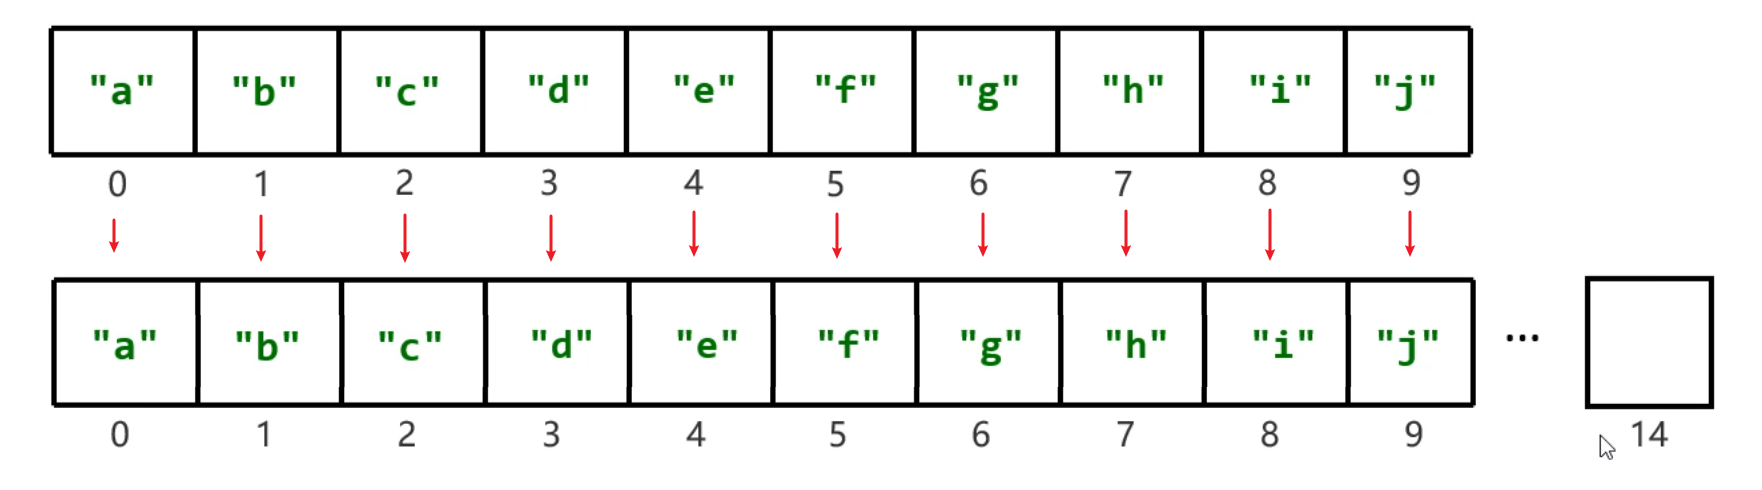 "a" "b" "c" "d" "e" "f" "g" "h" "i" "j"
0 1 2 3 4 5 6 7 8 9
"a" "b" "c" "d" "e" "f" "g" "h" "i" "j" ...
0 1 2 3 4 5 6 7 8 9 14